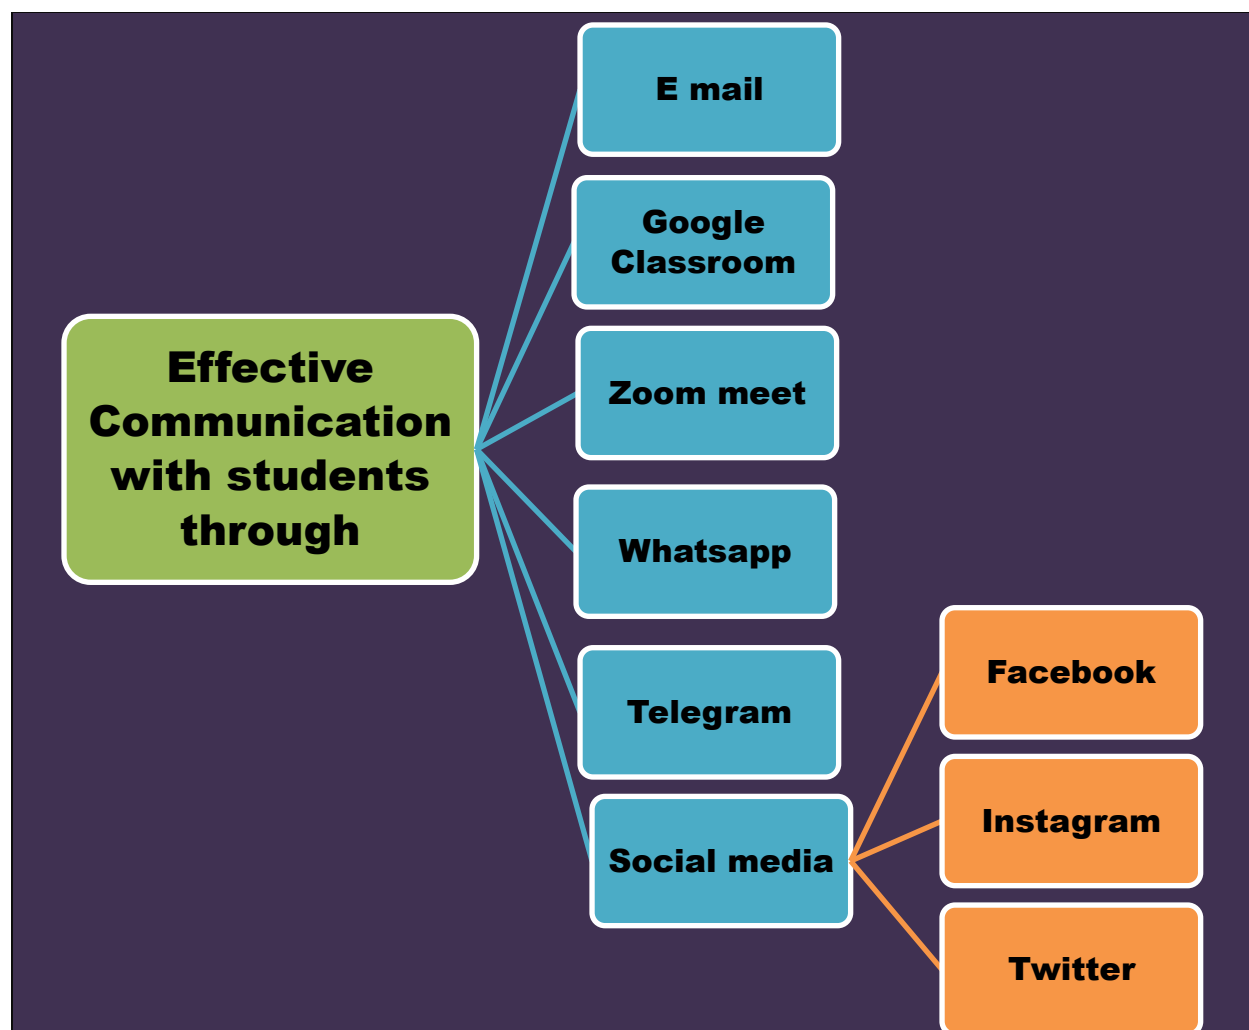 Effective
Communication
with students
through
E mail
Google
Classroom
Zoom meet
Whatsapp
Telegram
Social media
Facebook
Instagram
Twitter